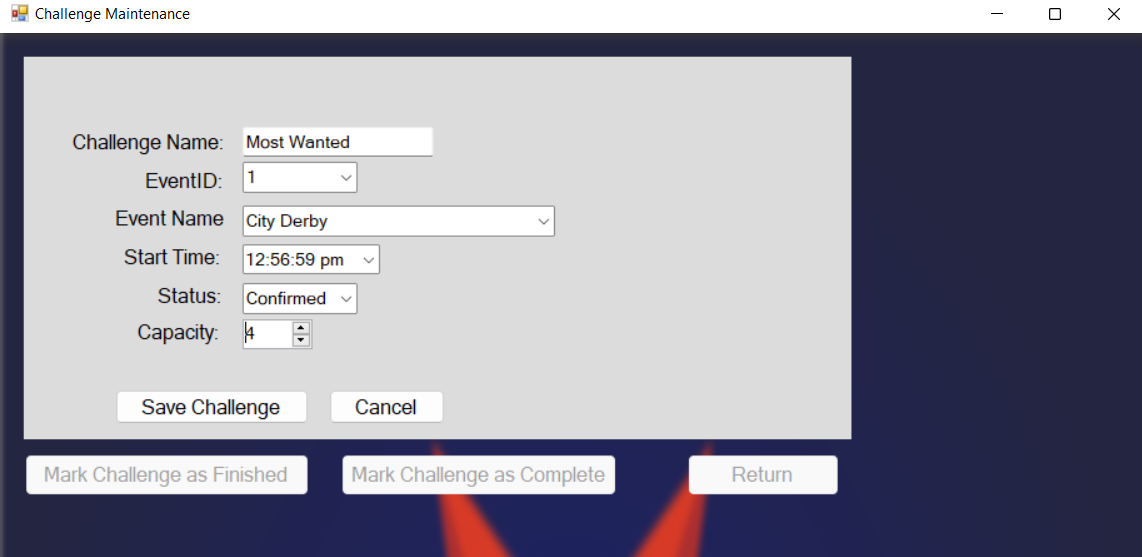 Challenge Maintenance
Challenge Name: Most Wanted
EventID: 1
Event Name City Derby
Start Time: 12:56:59 pm
Status: Confirmed
Capacity: 4
Save Challenge Cancel
Mark Challenge as Finished Mark Challenge as Complete Return